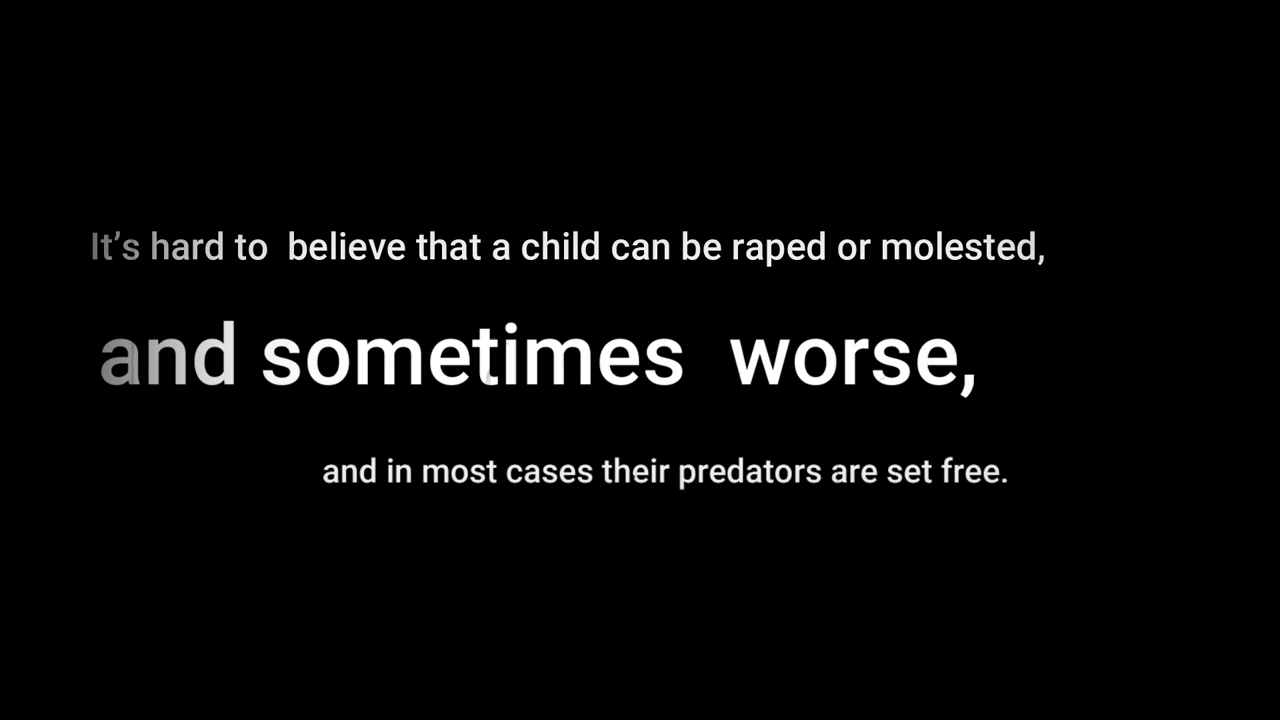 It’s hard to  believe that a child can be raped or molested,
and sometimes  worse,
and in most cases their predators are set free.